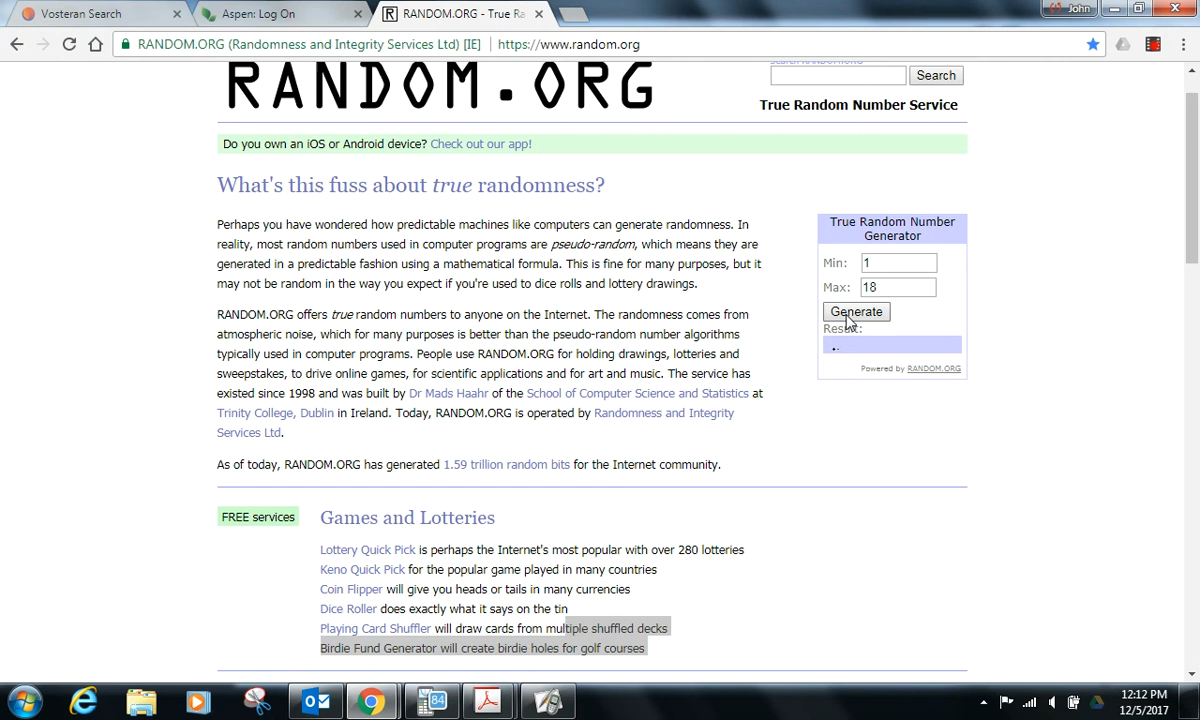 Vosteran Search
Aspen: Log On
RANDOM.ORG - True Ra
John
RANDOM.ORG (Randomness and Integrity Services Ltd) [IE]
https://www.random.org
RANDOM.ORG
Search RANDOM.ORG
Search
True Random Number Service
Do you own an iOS or Android device? Check out our app!
What's this fuss about true randomness?
Perhaps you have wondered how predictable machines like computers can generate randomness. In
reality, most random numbers used in computer programs are pseudo-random, which means they are
generated in a predictable fashion using a mathematical formula. This is fine for many purposes, but it
may not be random in the way you expect if you're used to dice rolls and lottery drawings.
RANDOM.ORG offers true random numbers to anyone on the Internet. The randomness comes from
atmospheric noise, which for many purposes is better than the pseudo-random number algorithms
typically used in computer programs. People use RANDOM.ORG for holding drawings, lotteries and
sweepstakes, to drive online games, for scientific applications and for art and music. The service has
existed since 1998 and was built by Dr Mads Haahr of the School of Computer Science and Statistics at
Trinity College, Dublin in Ireland. Today, RANDOM.ORG is operated by Randomness and Integrity
Services Ltd.
As of today, RANDOM.ORG has generated 1.59 trillion random bits for the Internet community.
True Random Number
Generator
Min: 1
Max: 18
Generate
Result:
Powered by RANDOM.ORG
FREE services
Games and Lotteries
Lottery Quick Pick is perhaps the Internet's most popular with over 280 lotteries
Keno Quick Pick for the popular game played in many countries
Coin Flipper will give you heads or tails in many currencies
Dice Roller does exactly what it says on the tin
Playing Card Shuffler will draw cards from multiple shuffled decks
Birdie Fund Generator will create birdie holes for golf courses
84
12:12 PM
12/5/2017